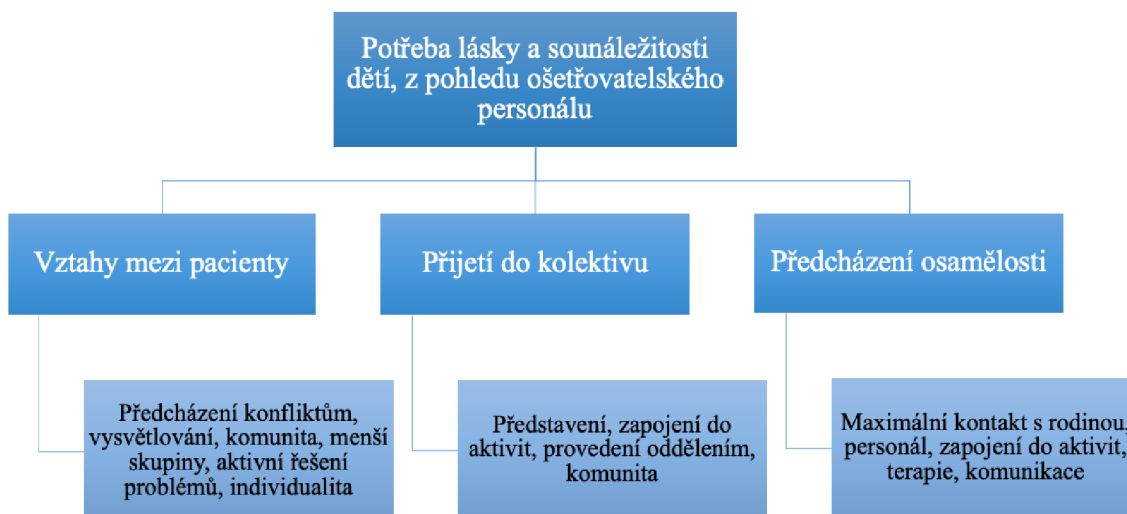 Potřeba lásky a sounáležitosti
dětí, z pohledu ošetřovatelského
personálu
Vztahy mezi pacienty
Přijetí do kolektivu
Předcházení osamělosti
Předcházení konfliktům,
vysvětlování, komunita, menší
skupiny, aktivní řešení
problémů, individualita
Představení, zapojení do
aktivit, provedení oddělením,
komunita
Maximální kontakt s rodinou,
personál, zapojení do aktivit,
terapie, komunikace